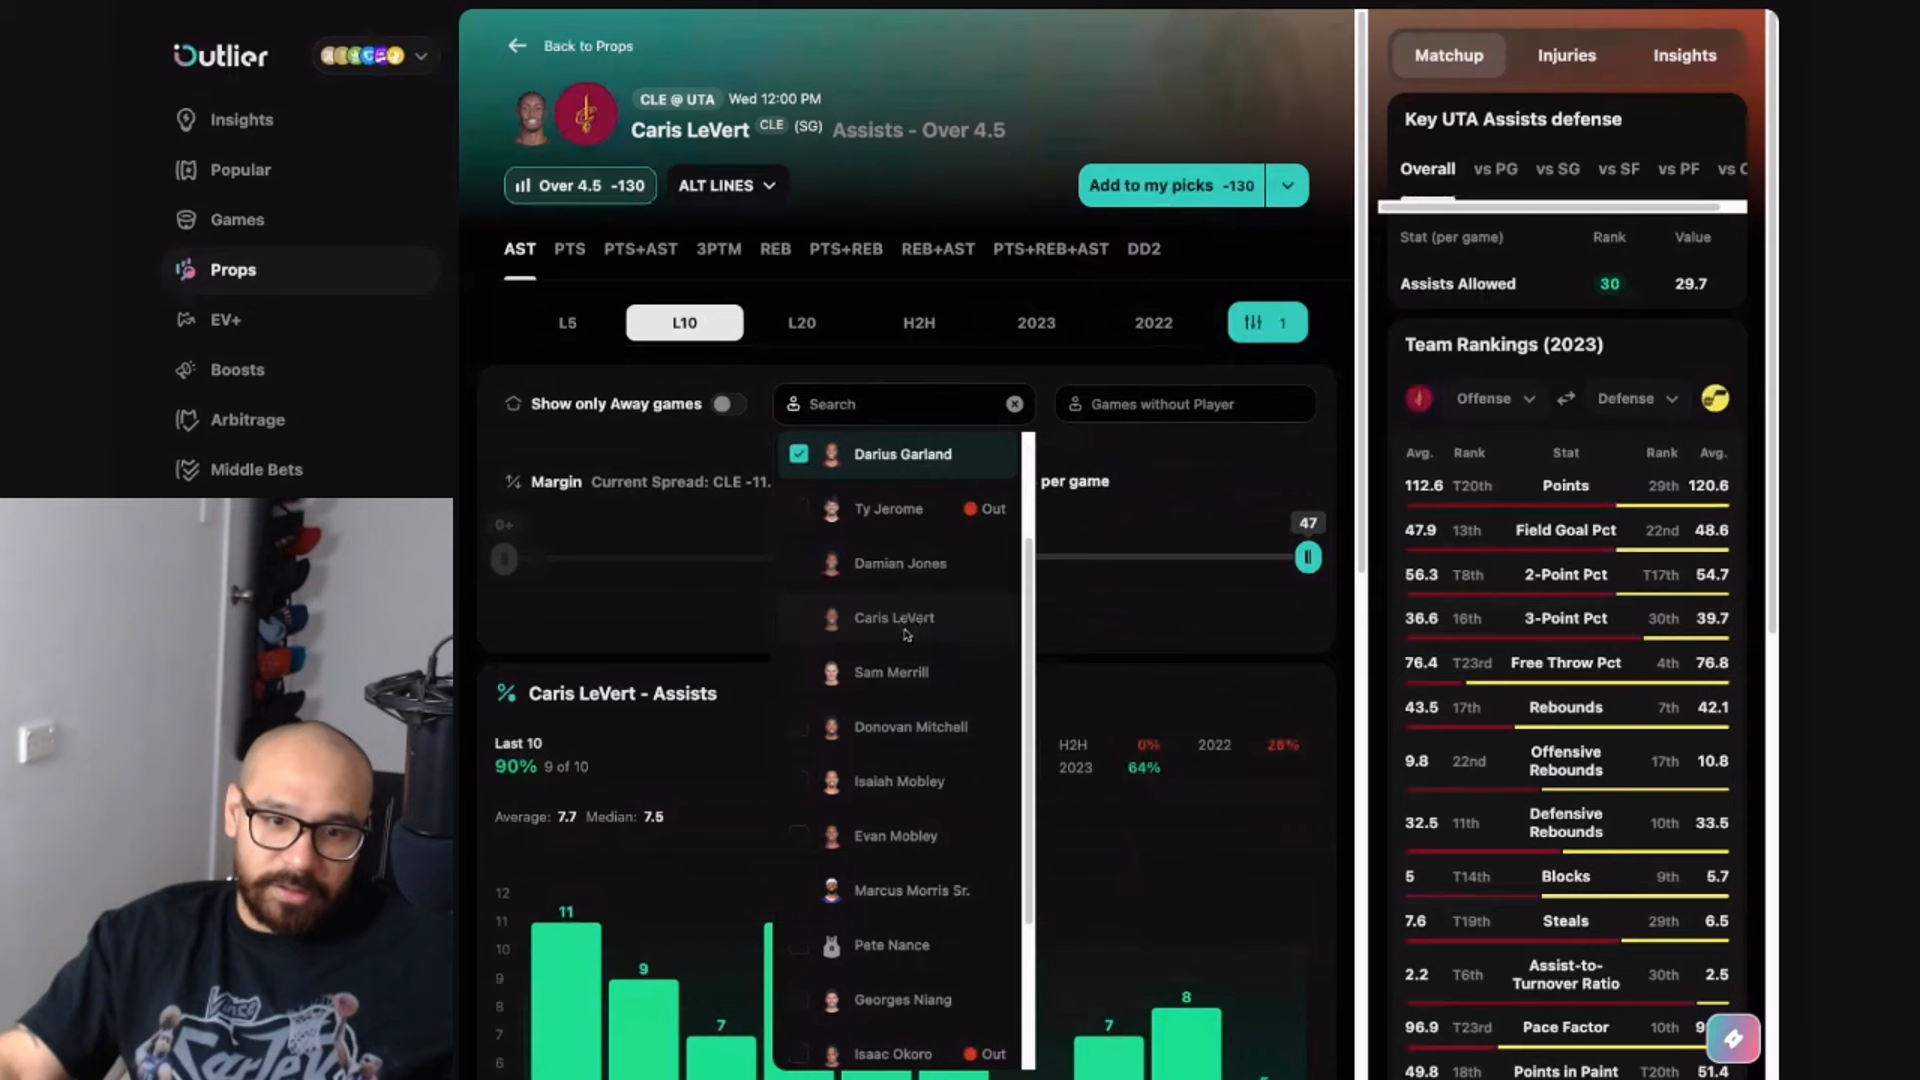 Outlier
Insights
Popular
Games
Props
EV+
Boosts
Arbitrage
Middle Bets
Back to Props
CLE @ UTA Wed 12:00 PM
Caris LeVert CLE (SG) Assists - Over 4.5
Over 4.5 -130
ALT LINES
Add to my picks -130
AST PTS PTS+AST 3PTM REB PTS+REB REB+AST PTS+REB+AST DD2
L5 L10 L20 H2H 2023 2022 1
Show only Away games
Search
Games without Player
Margin Current Spread: CLE -11.
per game
0+
47
Darius Garland
Ty Jerome Out
Damian Jones
Caris LeVert
Sam Merrill
Donovan Mitchell
Isaiah Mobley
Evan Mobley
Marcus Morris Sr.
Pete Nance
Georges Niang
Isaac Okoro Out
Caris LeVert - Assists
Last 10
90% 9 of 10
H2H 0% 2022 26%
2023 64%
Average: 7.7 Median: 7.5
12
11
10
9
8
7
6
11
9
7
7
8
Matchup Injuries Insights
Key UTA Assists defense
Overall vs PG vs SG vs SF vs PF vs C
Stat (per game) Rank Value
Assists Allowed 30 29.7
Team Rankings (2023)
Offense Defense
Avg. Rank Stat Rank Avg.
112.6 T20th Points 29th 120.6
47.9 13th Field Goal Pct 22nd 48.6
56.3 T8th 2-Point Pct T17th 54.7
36.6 16th 3-Point Pct 30th 39.7
76.4 T23rd Free Throw Pct 4th 76.8
43.5 17th Rebounds 7th 42.1
9.8 22nd Offensive Rebounds 17th 10.8
32.5 11th Defensive Rebounds 10th 33.5
5 T14th Blocks 9th 5.7
7.6 T19th Steals 29th 6.5
2.2 T6th Assist-to-Turnover Ratio 30th 2.5
96.9 T23rd Pace Factor 10th
49.8 18th Points in Paint T20th 51.4
Vince
Carter